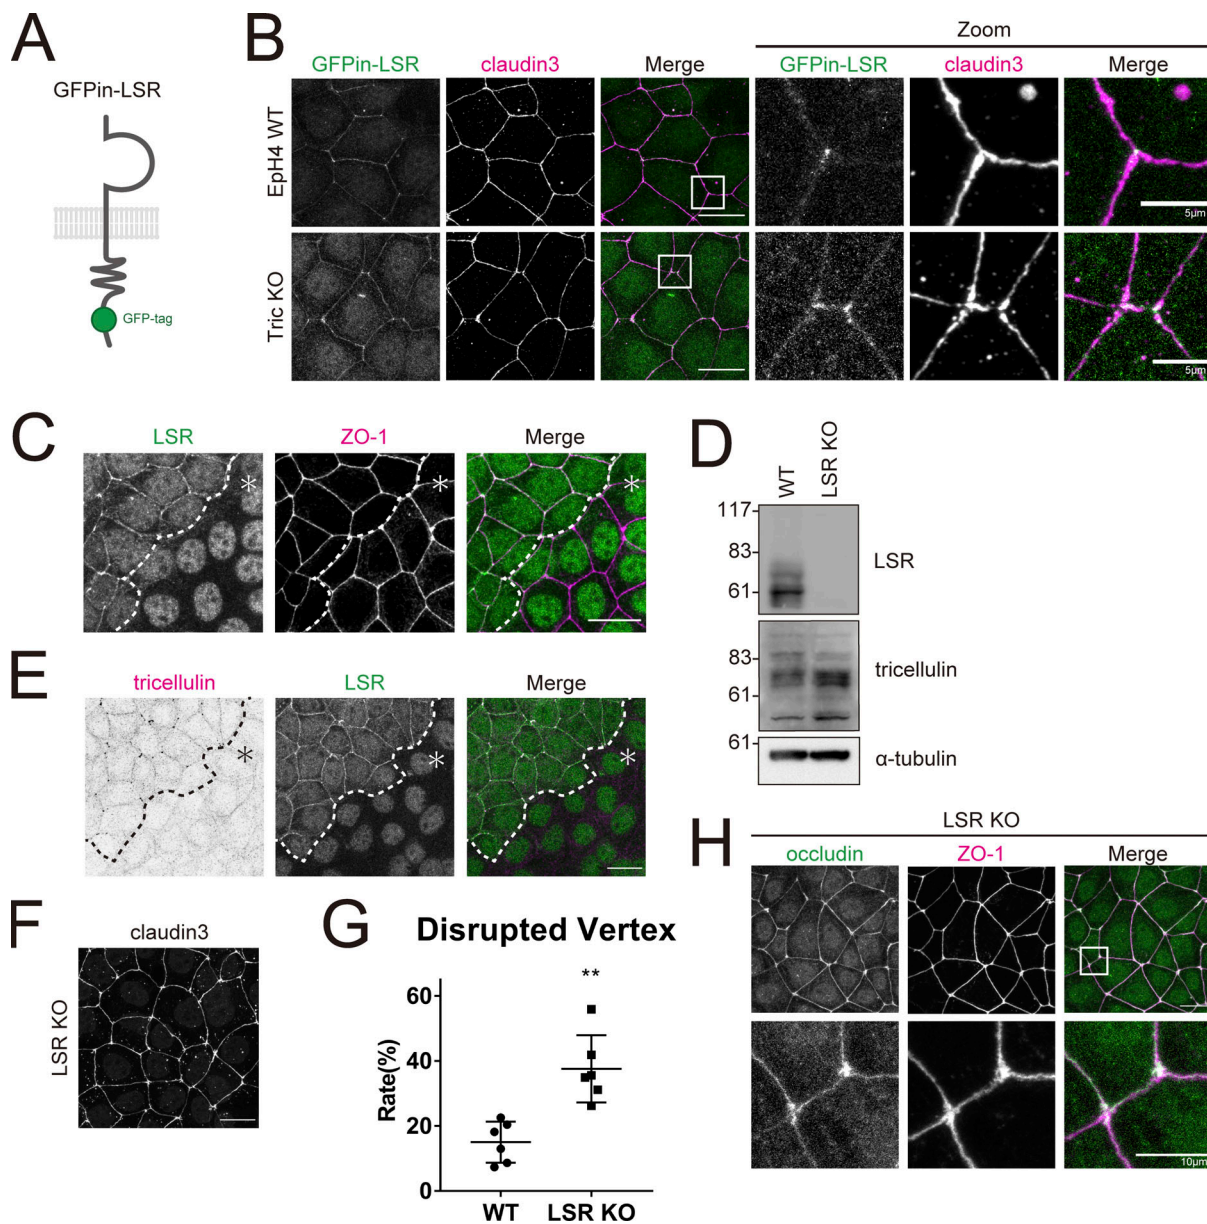 A
GFPin-LSR
GFP-tag
B
Zoom
GFPin-LSR claudin3 Merge GFPin-LSR claudin3 Merge
EpH4 WT
5μm
Tric KO
5μm
C
LSR ZO-1 Merge
* * *
D
WT LSR KO
117
83
61
LSR
83
61
tricellulin
61
α-tubulin
E
tricellulin LSR Merge
* * *
F
claudin3
LSR KO
G
Disrupted Vertex
**
Rate(%)
60
40
20
0
WT LSR KO
H
LSR KO
occludin ZO-1 Merge
10μm